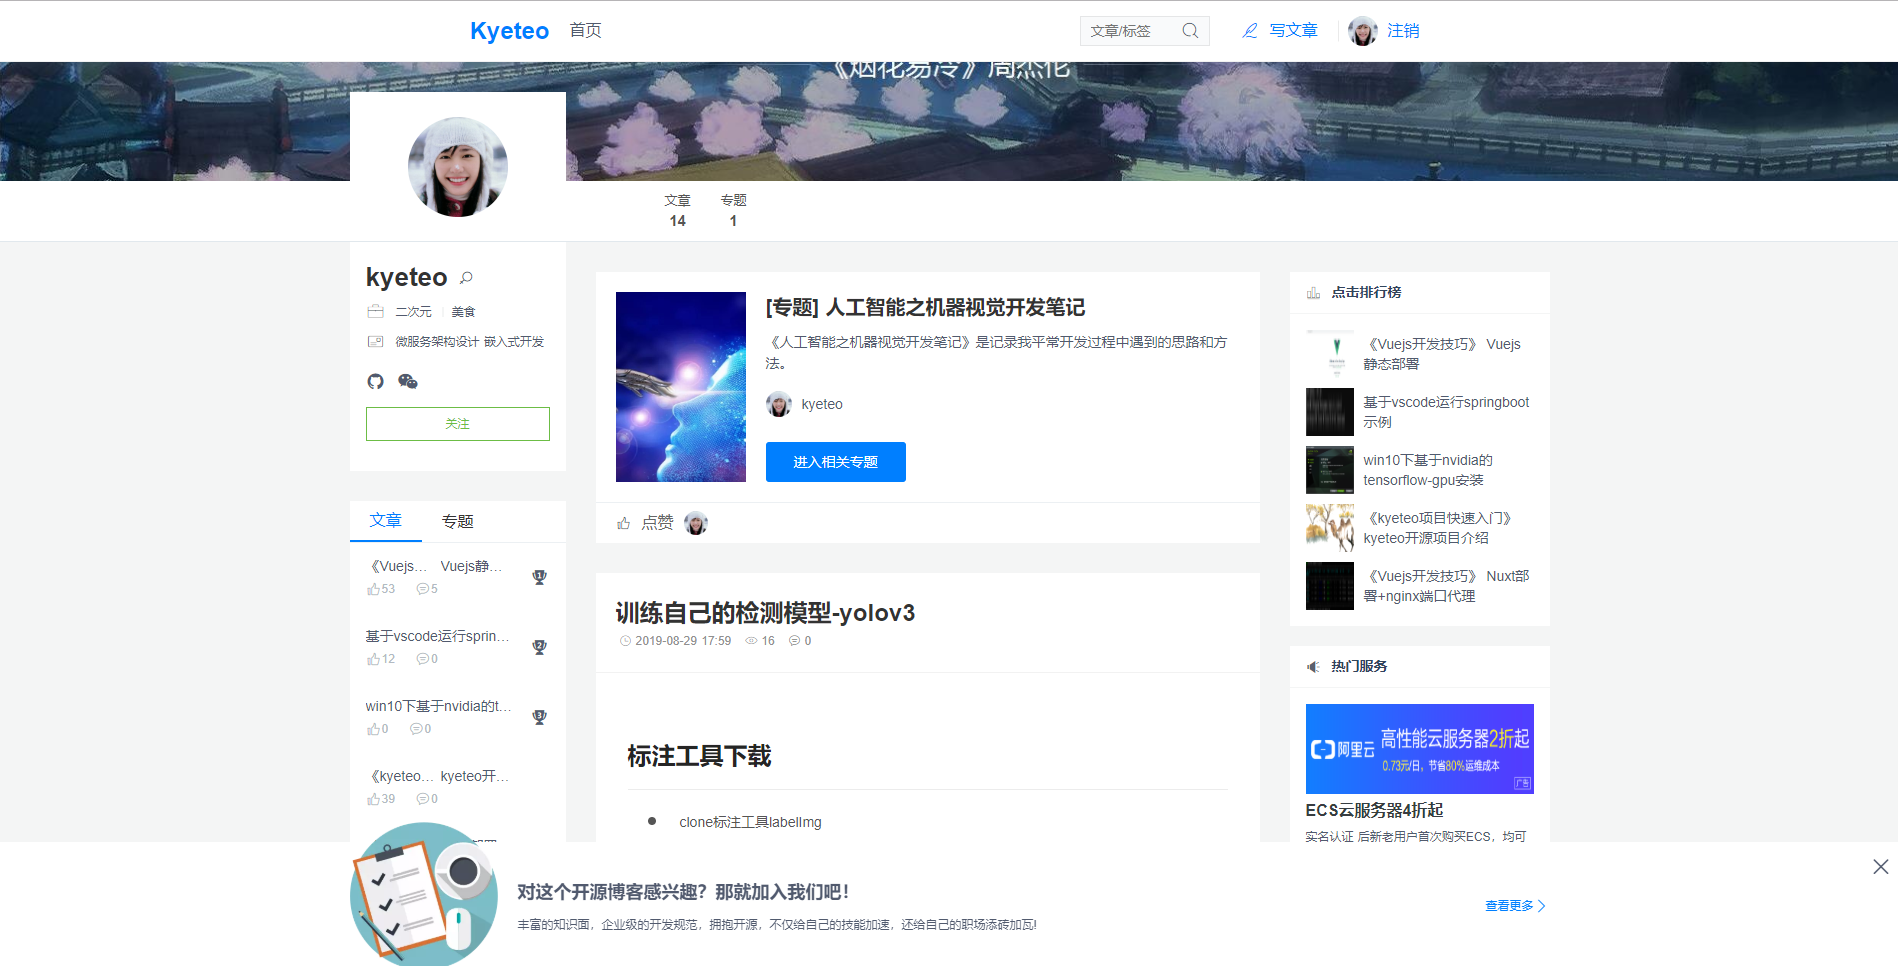 Kyeteo 首页 文章/标签 写文章 注销
《烟花易冷》周杰伦
文章 专题
14 1
kyeteo
二次元 美食
微服务架构设计 嵌入式开发
关注
文章 专题
《Vuejs... Vuejs静...
53 5
1
基于vscode运行sprin...
12 0
2
win10下基于nvidia的t...
0 0
3
《kyeteo... kyeteo开...
39 0
[专题] 人工智能之机器视觉开发笔记
《人工智能之机器视觉开发笔记》是记录我平常开发过程中遇到的思路和方
法。
kyeteo
进入相关专题
点赞
训练自己的检测模型-yolov3
2019-08-29 17:59 16 0
标注工具下载
clone标注工具labelImg
点击排行榜
《Vuejs开发技巧》 Vuejs
静态部署
基于vscode运行springboot
示例
win10下基于nvidia的
tensorflow-gpu安装
《kyeteo项目快速入门》
kyeteo开源项目介绍
《Vuejs开发技巧》 Nuxt部
署+nginx端口代理
热门服务
阿里云 高性能云服务器2折起
0.73元/日，节省80%运维成本
广告
ECS云服务器4折起
实名认证 后新老用户首次购买ECS，均可
对这个开源博客感兴趣？那就加入我们吧！
丰富的知识面，企业级的开发规范，拥抱开源，不仅给自己的技能加速，还给自己的职场添砖加瓦!
查看更多